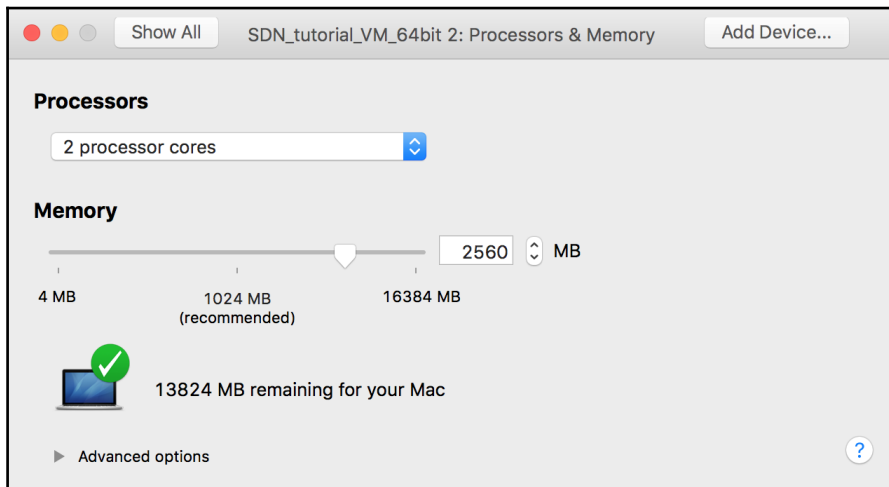 Show All
SDN_tutorial_VM_64bit 2: Processors & Memory
Add Device...
Processors
2 processor cores
Memory
2560 MB
4 MB
1024 MB
(recommended)
16384 MB
13824 MB remaining for your Mac
Advanced options
?